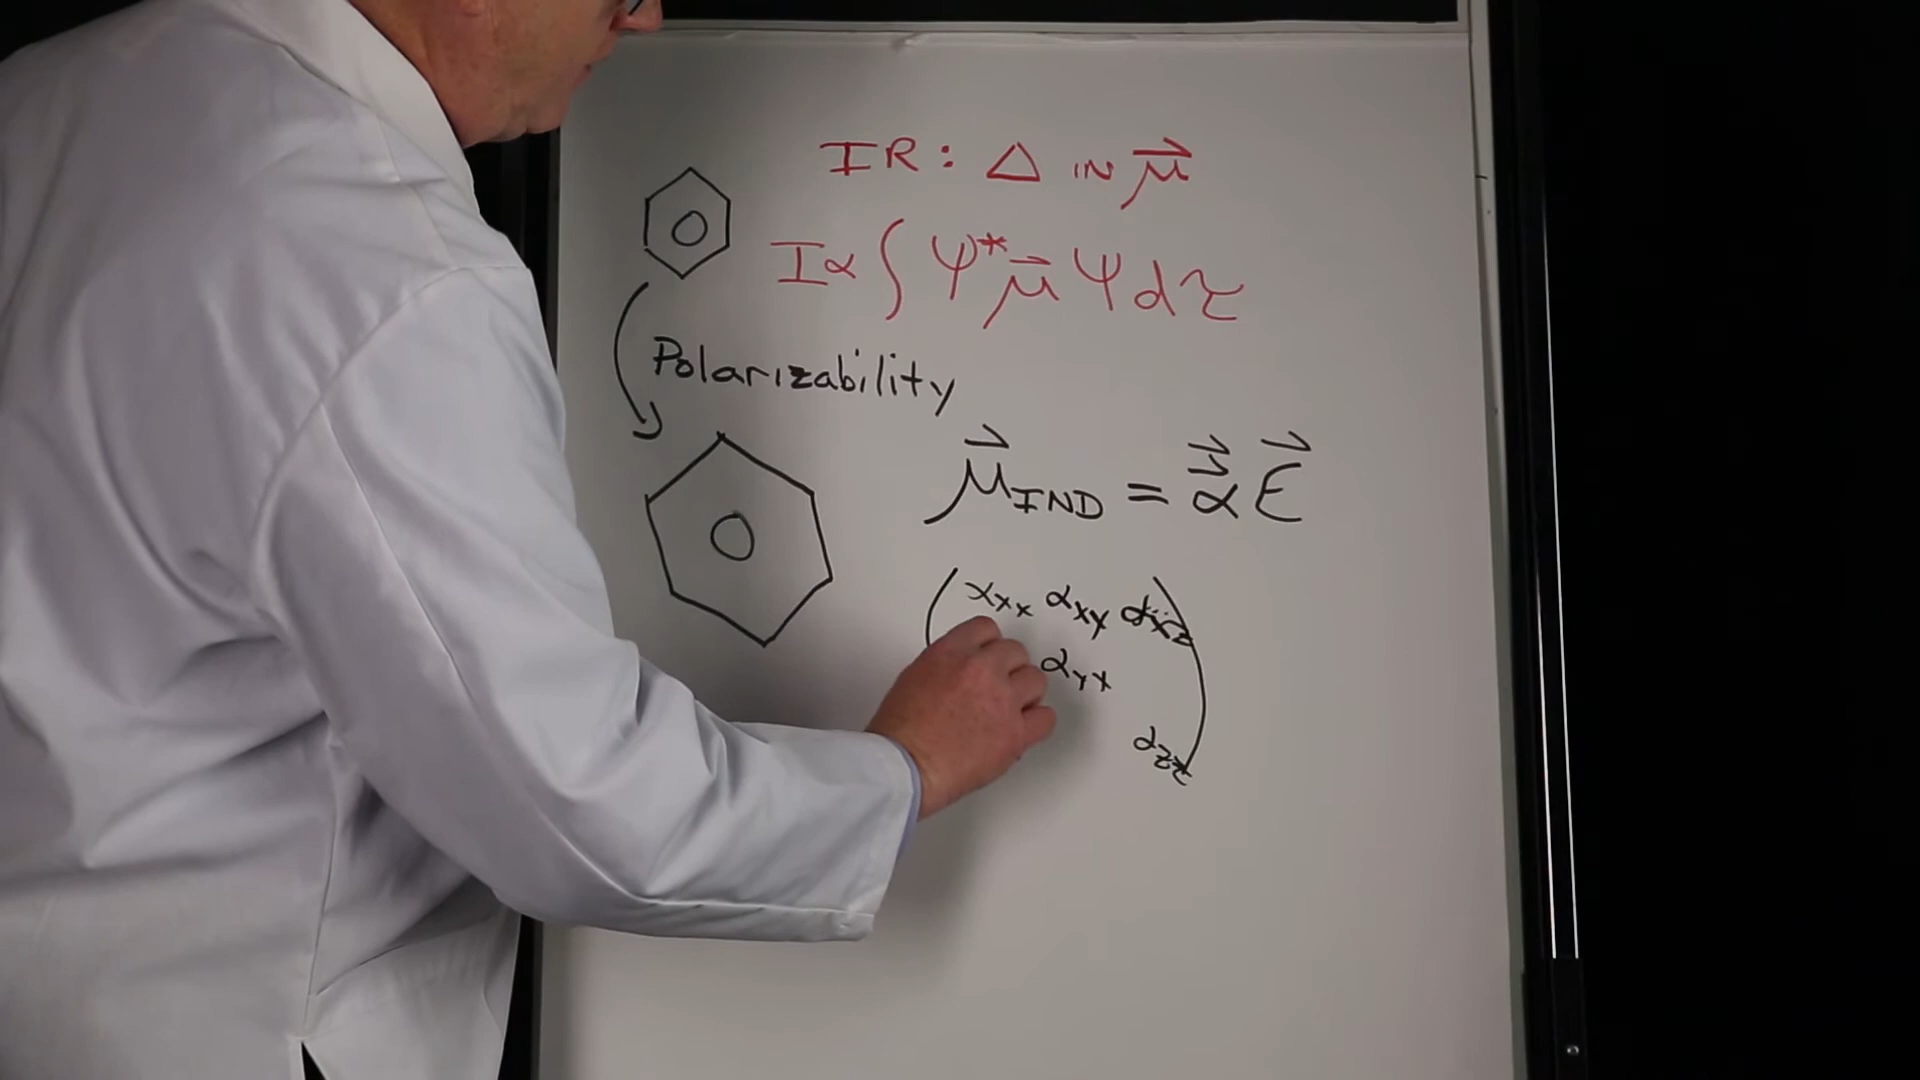 IR: Δ IN μ⃗
I α ∫ ψ* μ⃗ ψ dτ
Polarizability
μ⃗ IND = α⃗⃗ E⃗
αxx αxy αxz
αyx
αzz